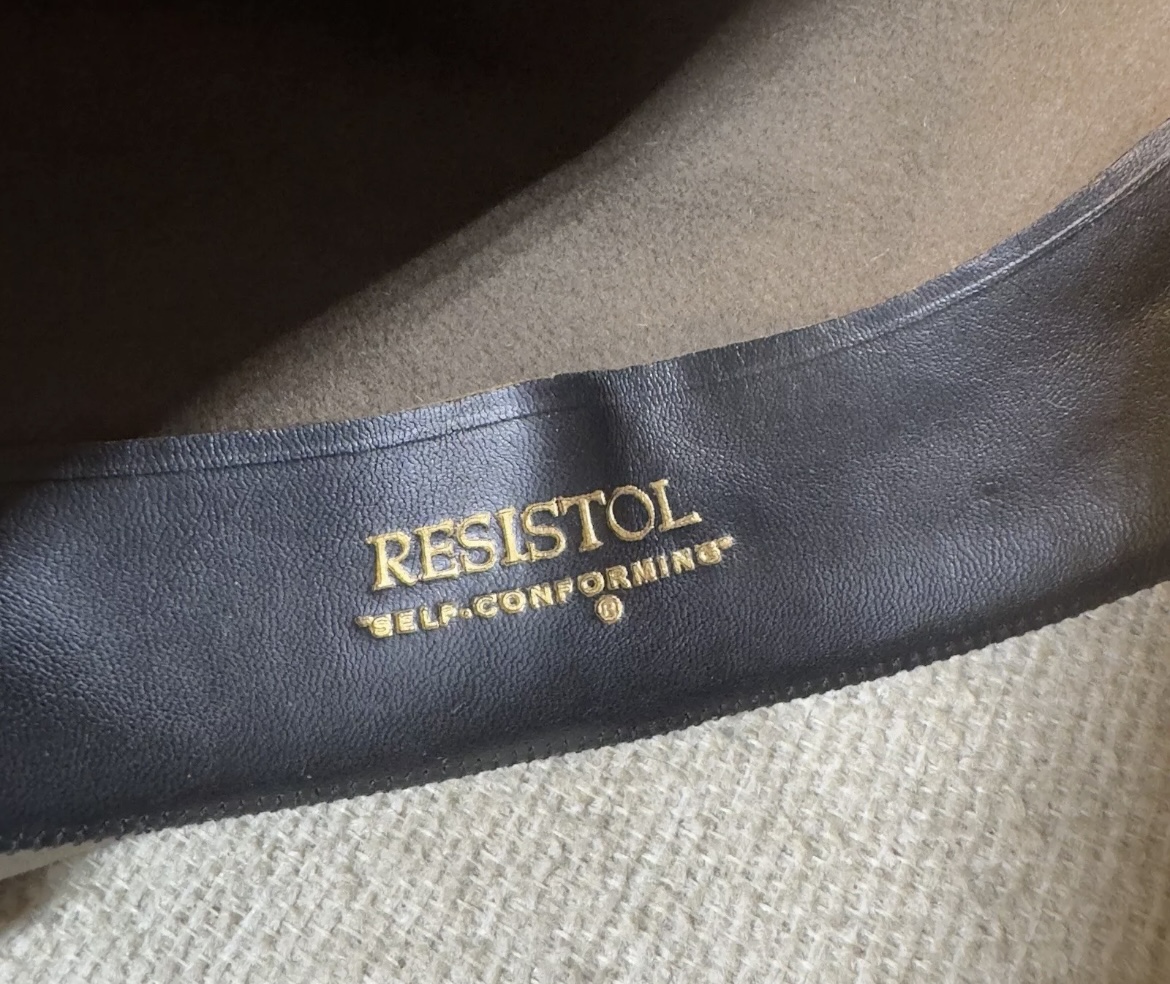 RESISTOL
"SELF-CONFORMING"
®